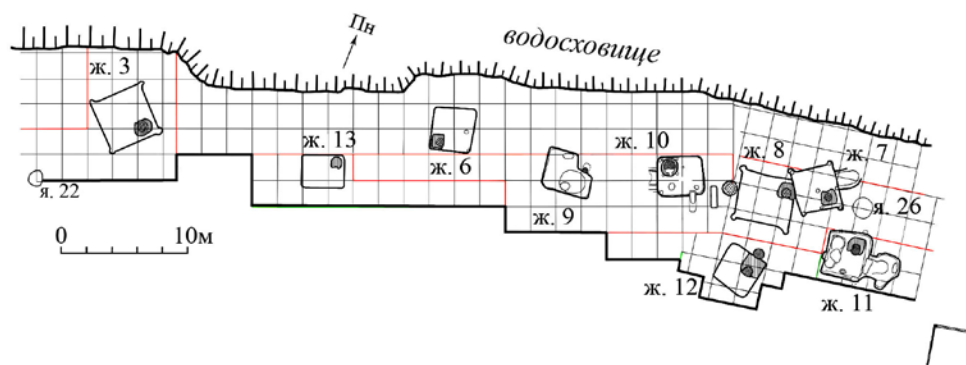 Пн
водосховище
ж. 3
ж. 13
ж. 6
ж. 10
ж. 8
ж. 7
я. 22
ж. 9
я. 26
0 10м
ж. 12
ж. 11